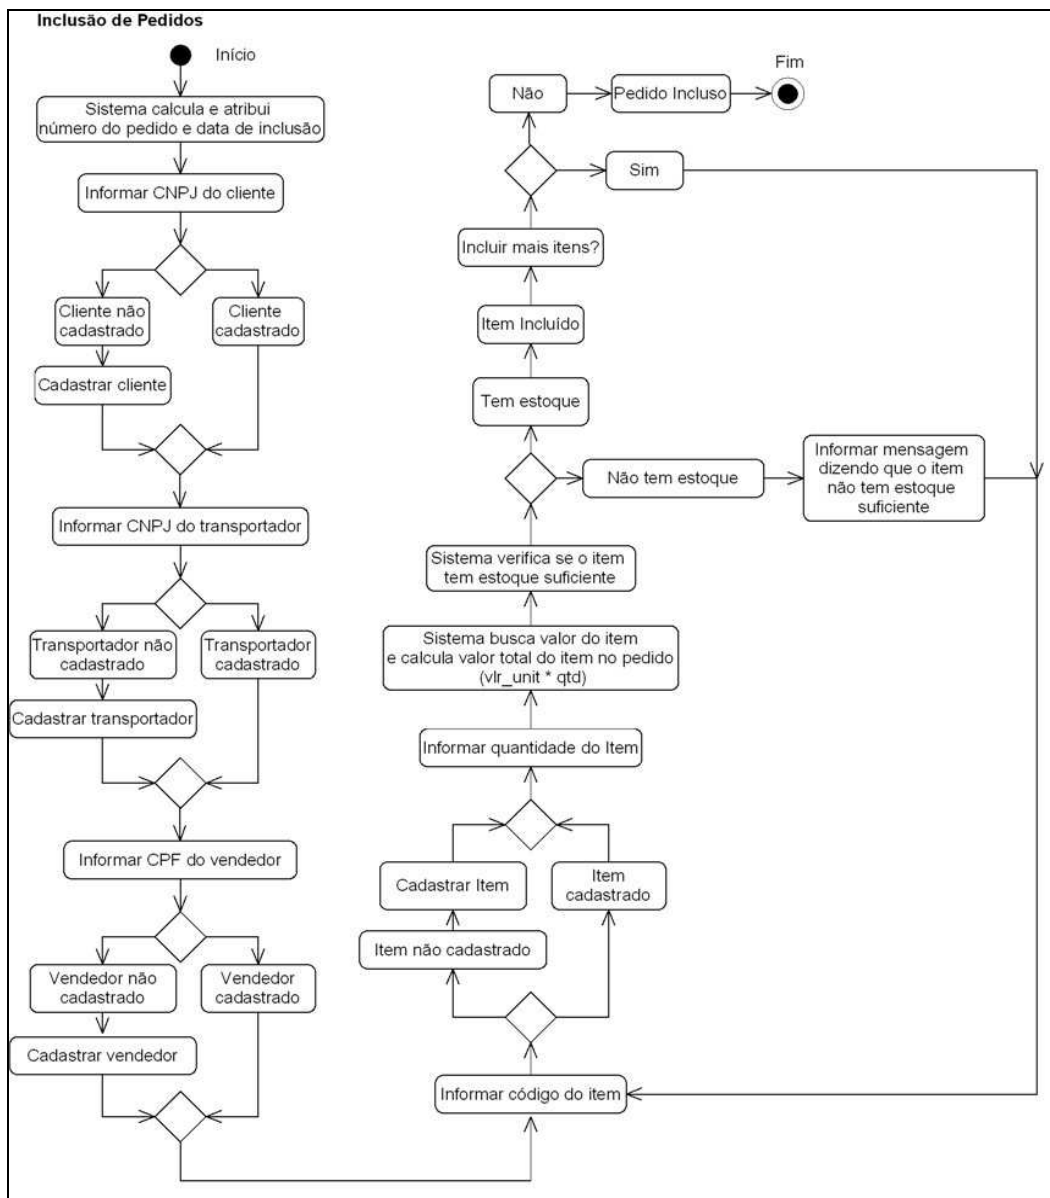 Inclusão de Pedidos
Início
Sistema calcula e atribui
número do pedido e data de inclusão
Informar CNPJ do cliente
Cliente não
cadastrado
Cliente
cadastrado
Cadastrar cliente
Informar CNPJ do transportador
Transportador não
cadastrado
Transportador
cadastrado
Cadastrar transportador
Informar CPF do vendedor
Vendedor não
cadastrado
Vendedor
cadastrado
Cadastrar vendedor
Fim
Não
Pedido Incluso
Sim
Incluir mais itens?
Item Incluído
Tem estoque
Não tem estoque
Informar mensagem
dizendo que o item
não tem estoque
suficiente
Sistema verifica se o item
tem estoque suficiente
Sistema busca valor do item
e calcula valor total do item no pedido
(vlr_unit * qtd)
Informar quantidade do Item
Cadastrar Item
Item
cadastrado
Item não cadastrado
Informar código do item